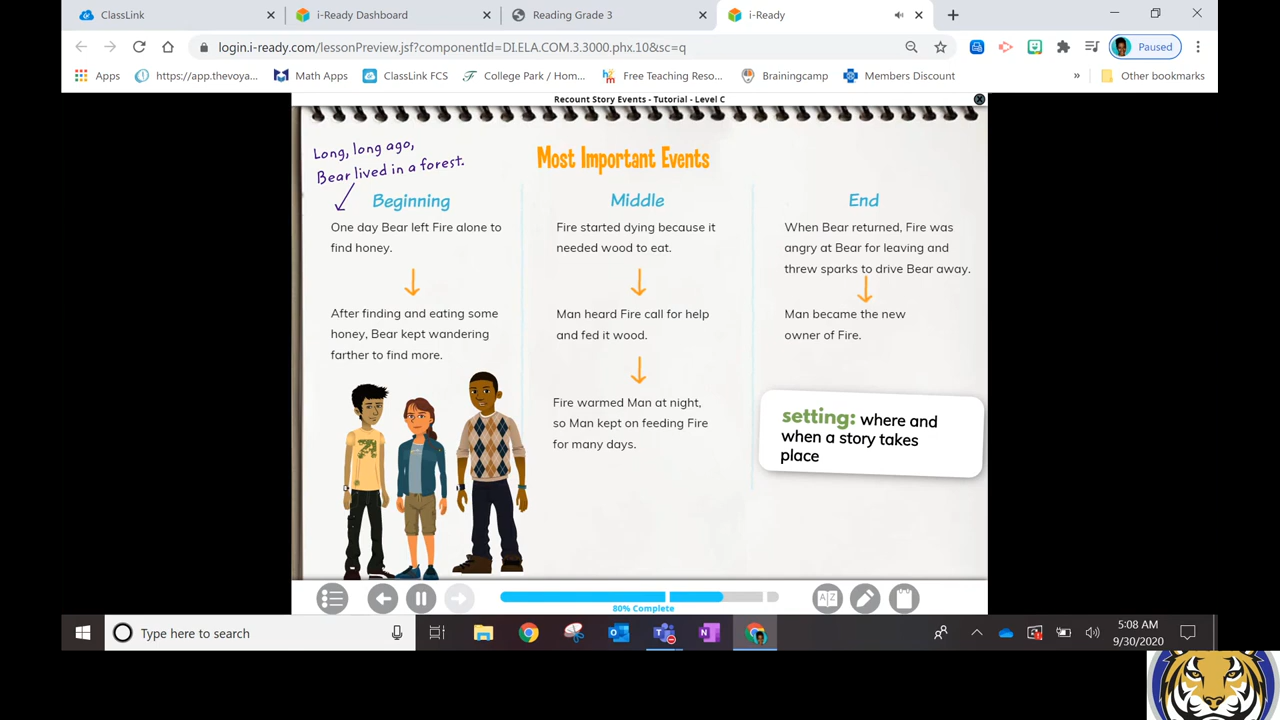 ClassLink
i-Ready Dashboard
Reading Grade 3
i-Ready
login.i-ready.com/lessonPreview.jsf?omponentId=DI.ELA.COM.3.3000.phx.10&sc=q
Paused
Apps
https://app.thevoya...
Math Apps
ClassLink FCS
College Park / Hom...
Free Teaching Reso...
Brainingcamp
Members Discount
»
Other bookmarks
Recount Story Events - Tutorial - Level C
Long, long ago,
Bear lived in a forest.
Most Important Events
Beginning
One day Bear left Fire alone to
find honey.
After finding and eating some
honey, Bear kept wandering
farther to find more.
Middle
Fire started dying because it
needed wood to eat.
Man heard Fire call for help
and fed it wood.
Fire warmed Man at night,
so Man kept on feeding Fire
for many days.
End
When Bear returned, Fire was
angry at Bear for leaving and
threw sparks to drive Bear away.
Man became the new
owner of Fire.
setting: where and
when a story takes
place
80% Complete
A Z
Type here to search
5:08 AM
9/30/2020